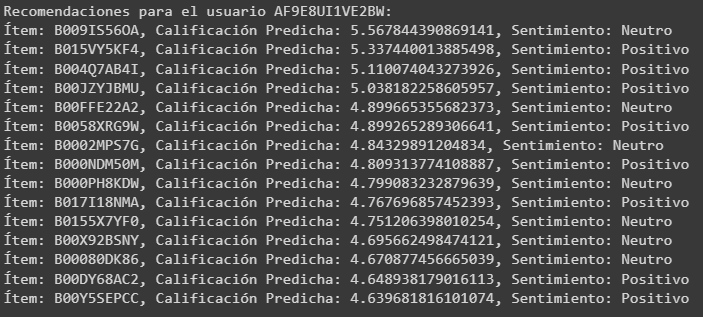 Recomendaciones para el usuario AF9E8UI1VE2BW:
Ítem: B009IS56OA, Calificación Predicha: 5.567844390869141, Sentimiento: Neutro
Ítem: B015VY5KF4, Calificación Predicha: 5.337440013885498, Sentimiento: Positivo
Ítem: B004Q7AB4I, Calificación Predicha: 5.110074043273926, Sentimiento: Positivo
Ítem: B00JZYJBMU, Calificación Predicha: 5.038182258605957, Sentimiento: Positivo
Ítem: B00FFE22A2, Calificación Predicha: 4.899665355682373, Sentimiento: Neutro
Ítem: B0058XRG9W, Calificación Predicha: 4.899265289306641, Sentimiento: Positivo
Ítem: B0002MPS7G, Calificación Predicha: 4.84329891204834, Sentimiento: Neutro
Ítem: B000NDM50M, Calificación Predicha: 4.809313774108887, Sentimiento: Positivo
Ítem: B000PH8KDW, Calificación Predicha: 4.799083232879639, Sentimiento: Neutro
Ítem: B017I18NMA, Calificación Predicha: 4.767696857452393, Sentimiento: Positivo
Ítem: B0155X7YF0, Calificación Predicha: 4.751206398010254, Sentimiento: Neutro
Ítem: B00X92BSNY, Calificación Predicha: 4.695662498474121, Sentimiento: Neutro
Ítem: B00080DK86, Calificación Predicha: 4.670877456665039, Sentimiento: Neutro
Ítem: B00DY68AC2, Calificación Predicha: 4.648938179016113, Sentimiento: Positivo
Ítem: B00Y5SEPCC, Calificación Predicha: 4.639681816101074, Sentimiento: Positivo